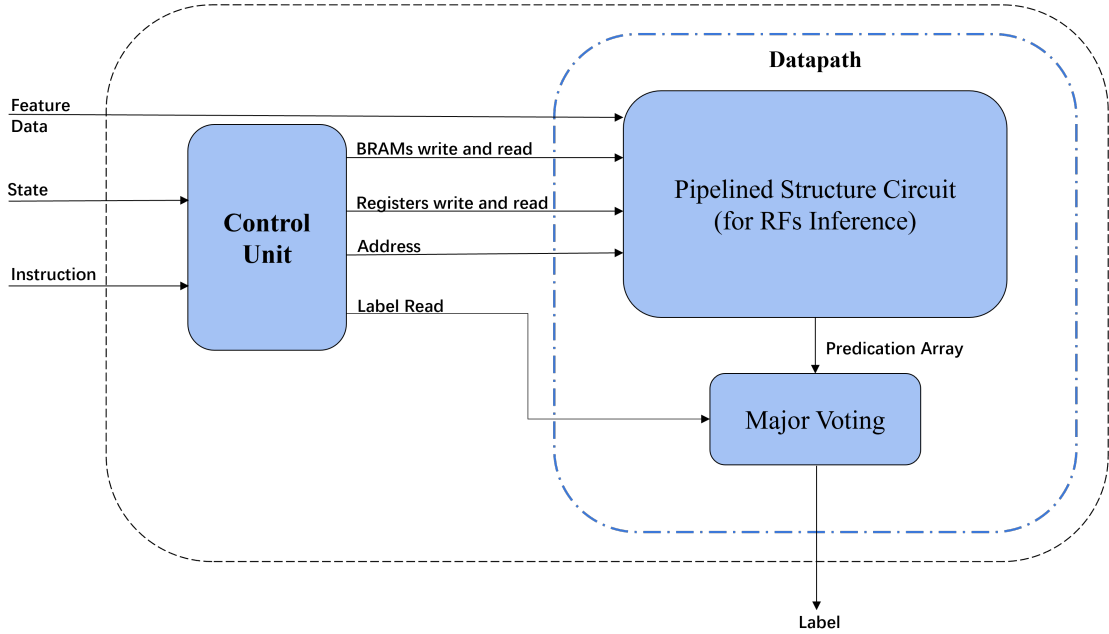 Datapath
Feature
Data
BRAMs write and read
State
Registers write and read
Control
Unit
Pipelined Structure Circuit
(for RFs Inference)
Address
Instruction
Label Read
Predication Array
Major Voting
Label